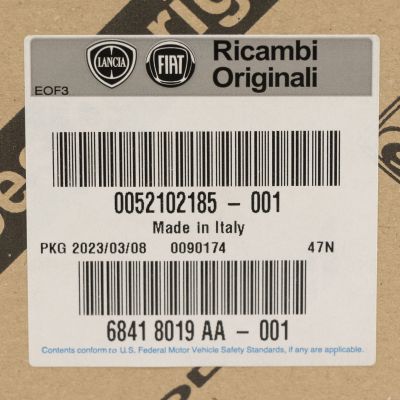 LANCIA
FIAT
Ricambi
Originali
EOF3
0052102185 - 001
Made in Italy
PKG 2023/03/08 0090174 47N
6841 8019 AA - 001
Contents conform to U.S. Federal Motor Vehicle Safety Standards, if any are applicable.